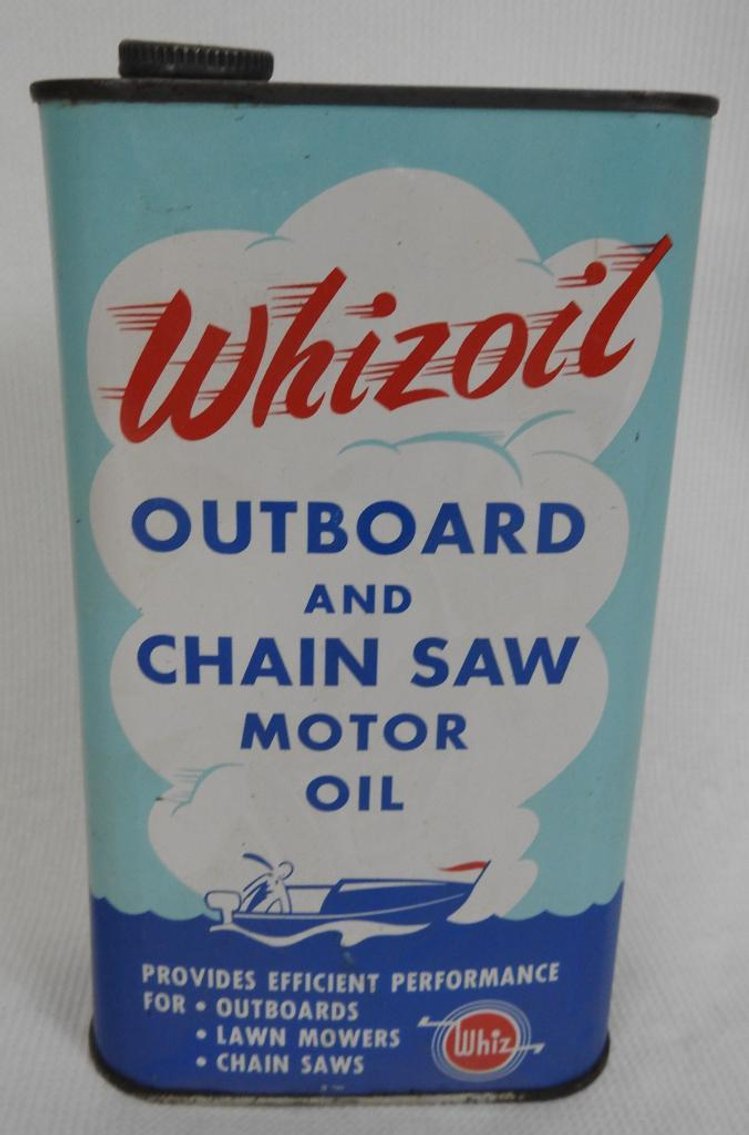 Whizoil
OUTBOARD
AND
CHAIN SAW
MOTOR
OIL
PROVIDES EFFICIENT PERFORMANCE
FOR • OUTBOARDS
• LAWN MOWERS
• CHAIN SAWS
Whiz